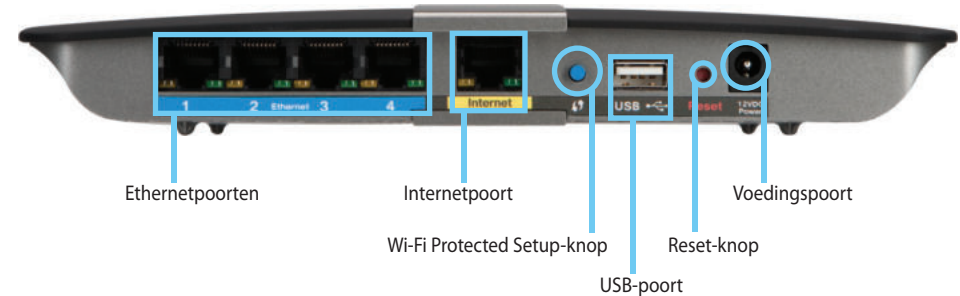 1 2 Ethernet 3 4
Internet
USB
Reset
12VDC
Power
Ethernetpoorten
Internetpoort
Voedingspoort
Wi-Fi Protected Setup-knop
Reset-knop
USB-poort